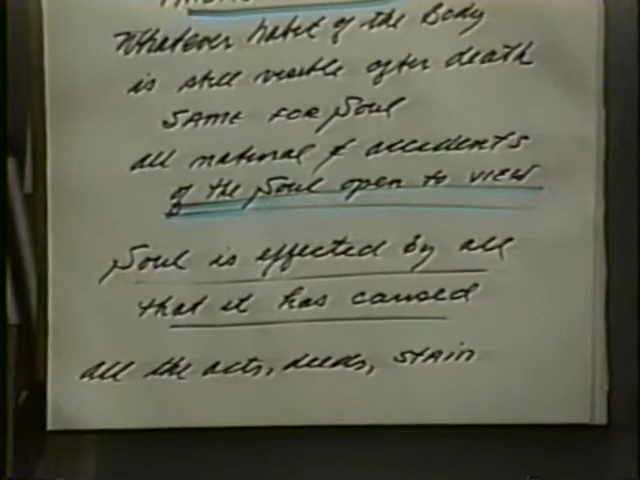 Whatever habit of the Body
is still visible after death
SAME FOR Soul
all natural & accidents
of the Soul open to VIEW
Soul is effected by all
that it has caused
all the acts, deeds, STAIN